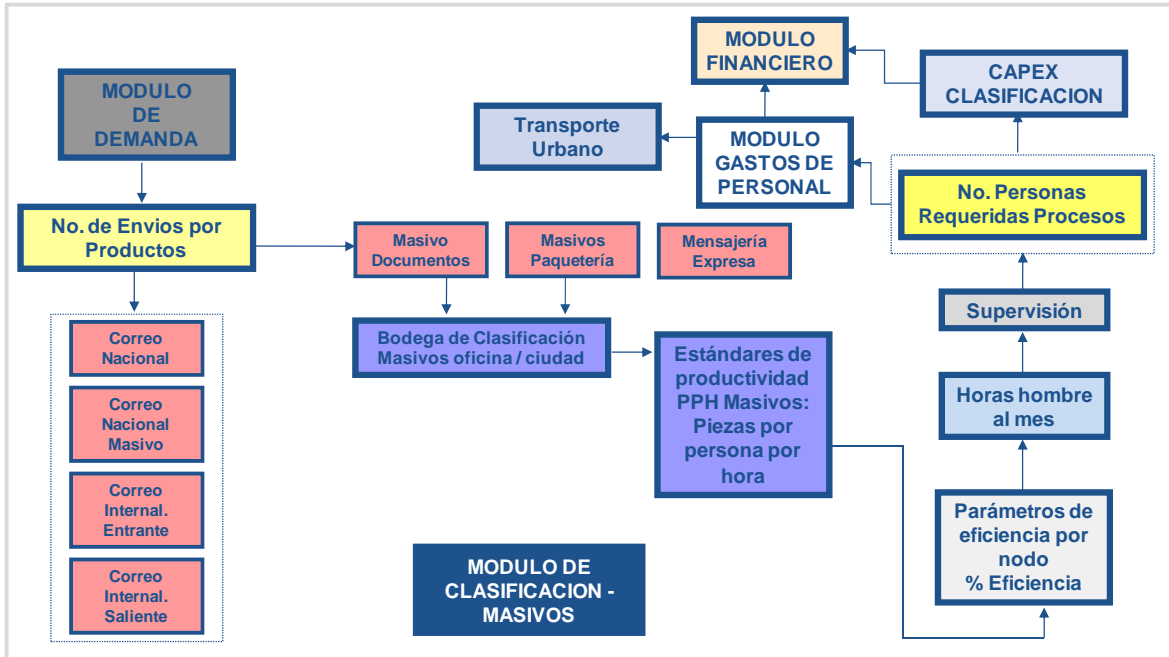 MODULO
DE
DEMANDA
No. de Envios por
Productos
Correo
Nacional
Correo
Nacional
Masivo
Correo
Internal.
Entrante
Correo
Internal.
Saliente
Masivo
Documentos
Masivos
Paquetería
Mensajería
Expresa
Bodega de Clasificación
Masivos oficina / ciudad
Estándares de
productividad
PPH Masivos:
Piezas por
persona por
hora
Parámetros de
eficiencia por
nodo
% Eficiencia
Horas hombre
al mes
Supervisión
No. Personas
Requeridas Procesos
CAPEX
CLASIFICACION
MODULO
FINANCIERO
MODULO
GASTOS DE
PERSONAL
Transporte
Urbano
MODULO DE
CLASIFICACION -
MASIVOS